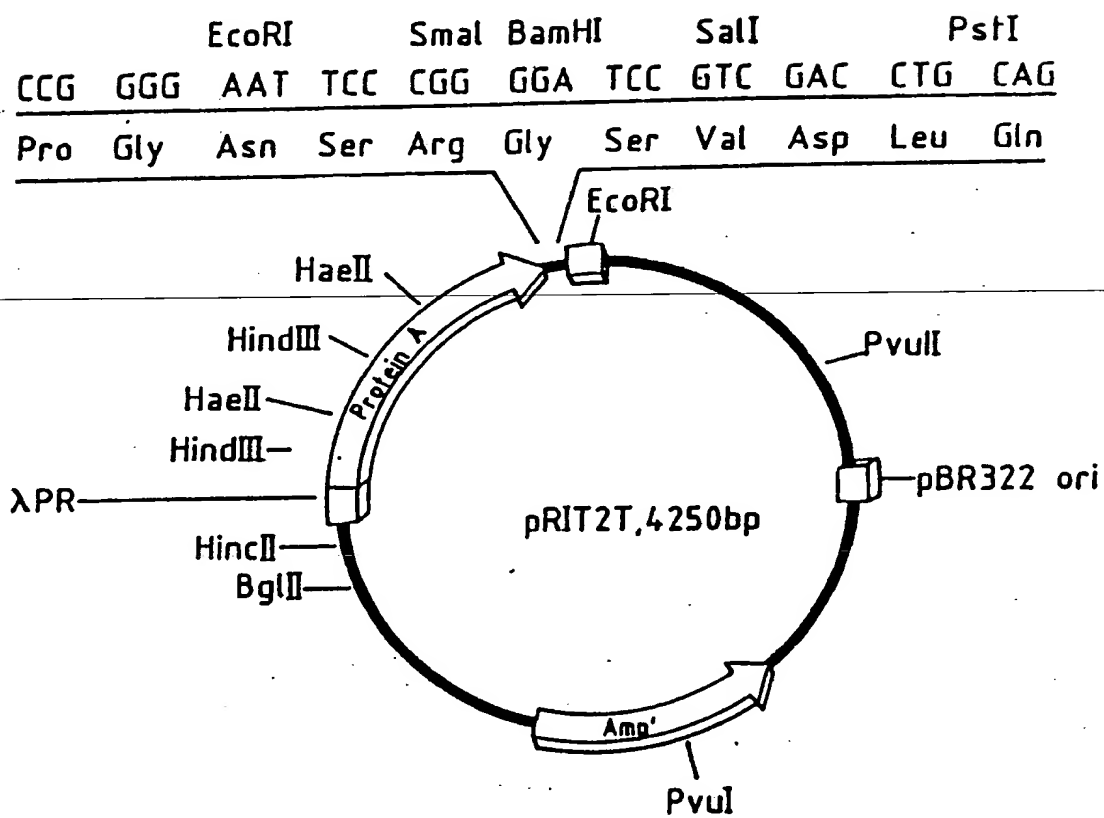 EcoRI SmaI BamHI SalI PstI
CCG GGG AAT TCC CGG GGA TCC GTC GAC CTG CAG
Pro Gly Asn Ser Arg Gly Ser Val Asp Leu Gln
EcoRI
HaeII
HindIII
Protein A
PvuII
HaeII
HindIII
λPR
pBR322 ori
pRIT2T,4250bp
HincII
BglII
Amp'
PvuI